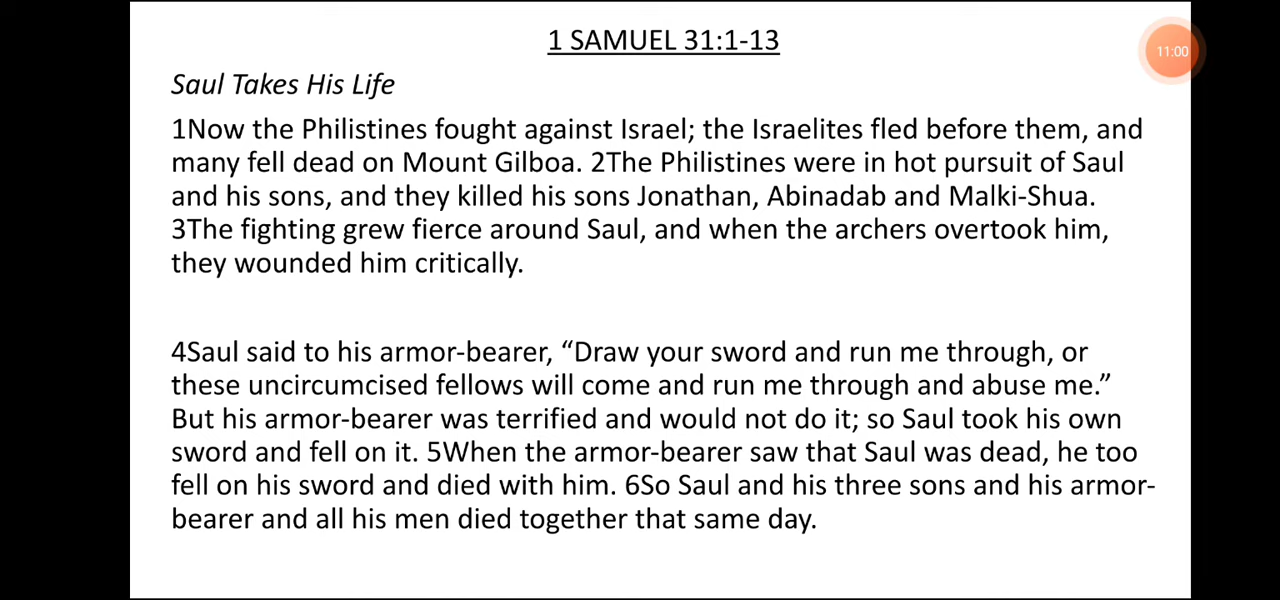 1 SAMUEL 31:1-13
11:00
Saul Takes His Life
1Now the Philistines fought against Israel; the Israelites fled before them, and
many fell dead on Mount Gilboa. 2The Philistines were in hot pursuit of Saul
and his sons, and they killed his sons Jonathan, Abinadab and Malki-Shua.
3The fighting grew fierce around Saul, and when the archers overtook him,
they wounded him critically.
4Saul said to his armor-bearer, “Draw your sword and run me through, or
these uncircumcised fellows will come and run me through and abuse me.”
But his armor-bearer was terrified and would not do it; so Saul took his own
sword and fell on it. 5When the armor-bearer saw that Saul was dead, he too
fell on his sword and died with him. 6So Saul and his three sons and his armor-
bearer and all his men died together that same day.